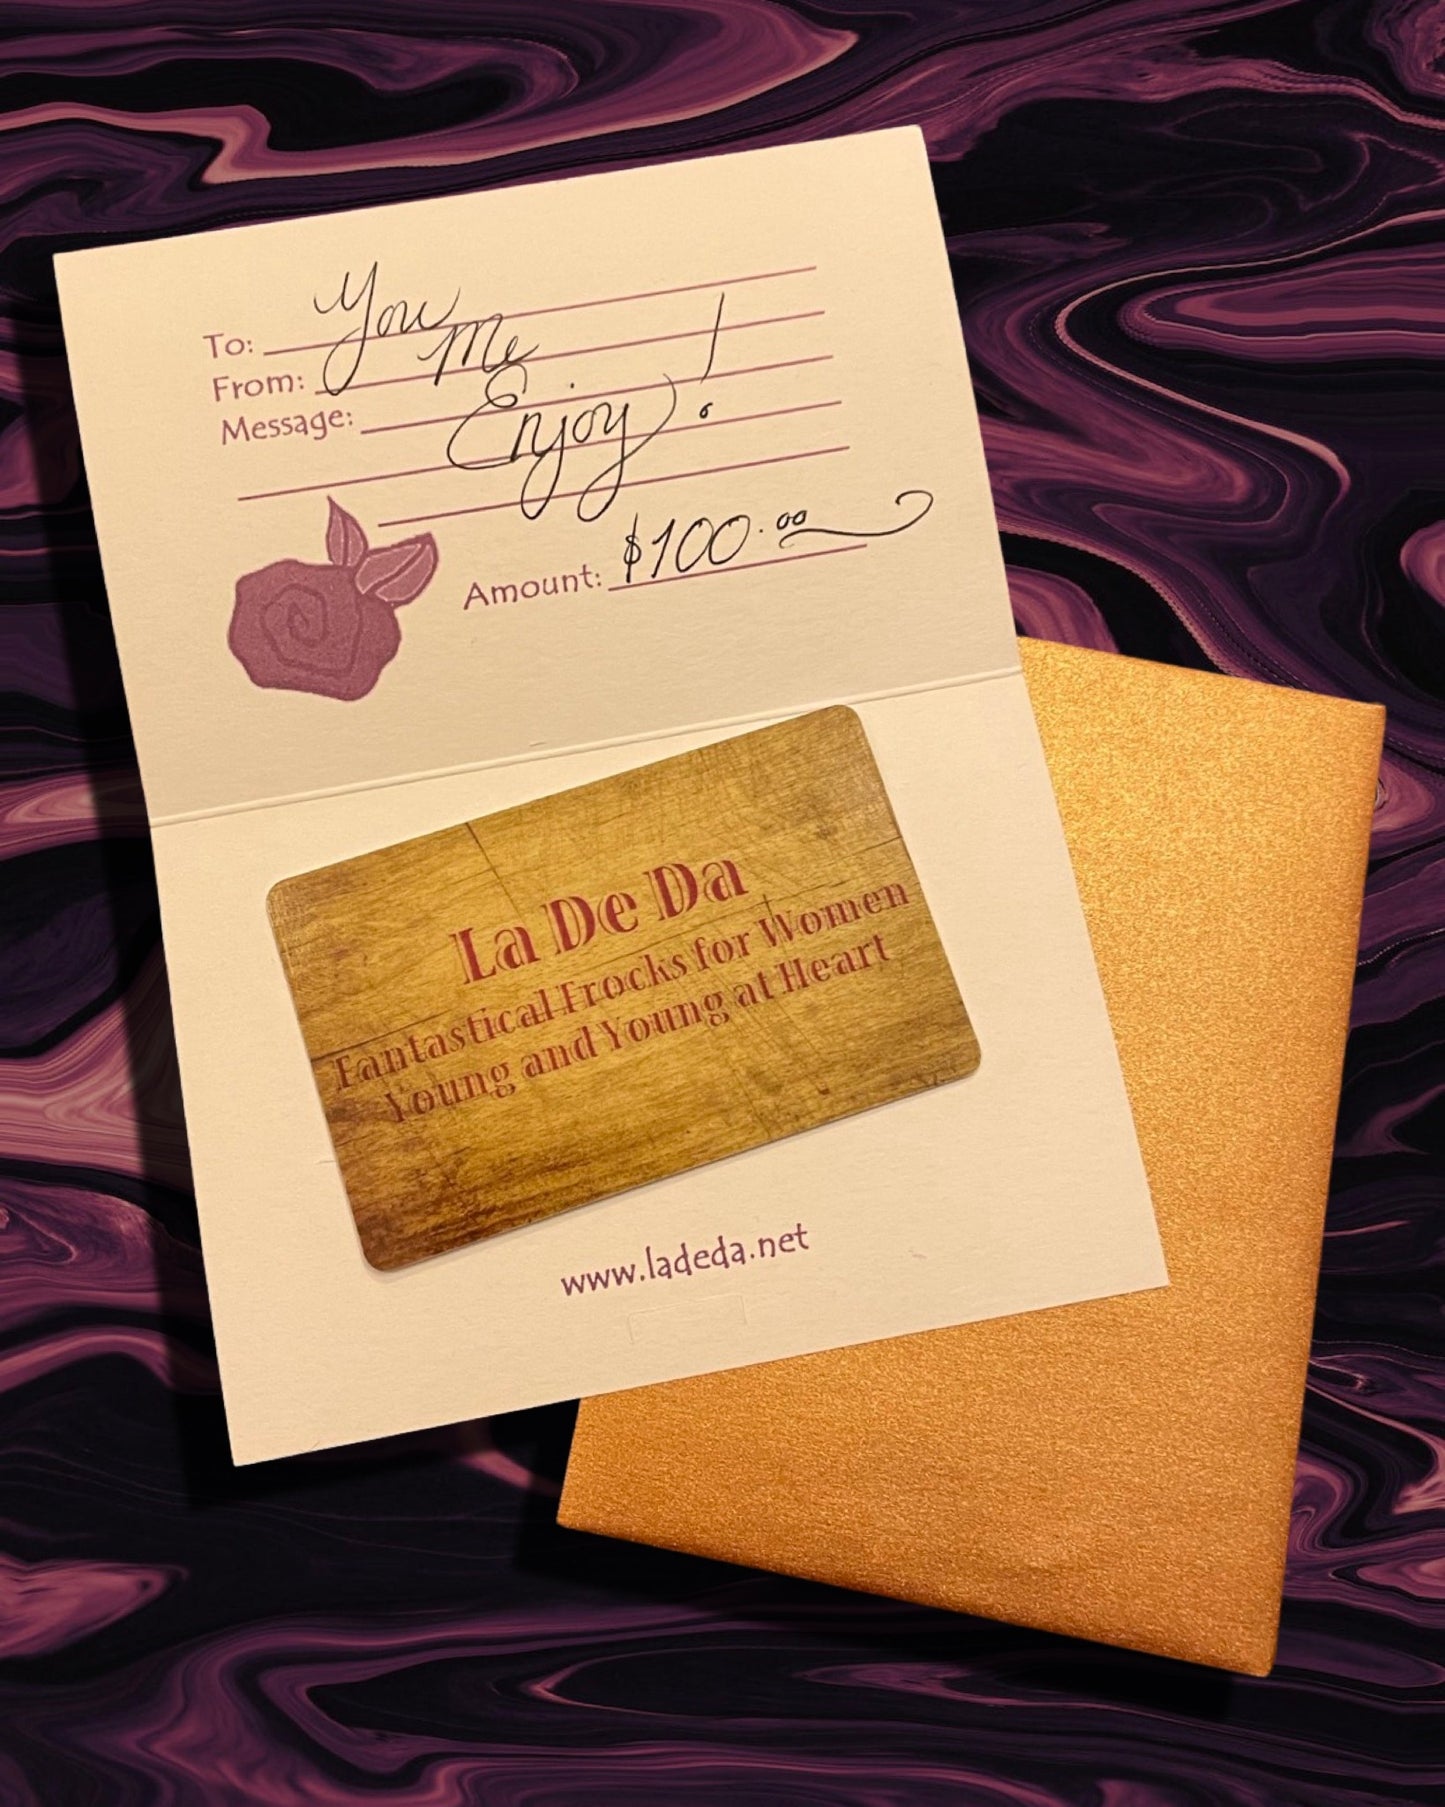 To: You
From: Me
Message: Enjoy!
Amount: $100.00
La De Da
Fantastical Frocks for Women
Young and Young at Heart
www.ladeda.net